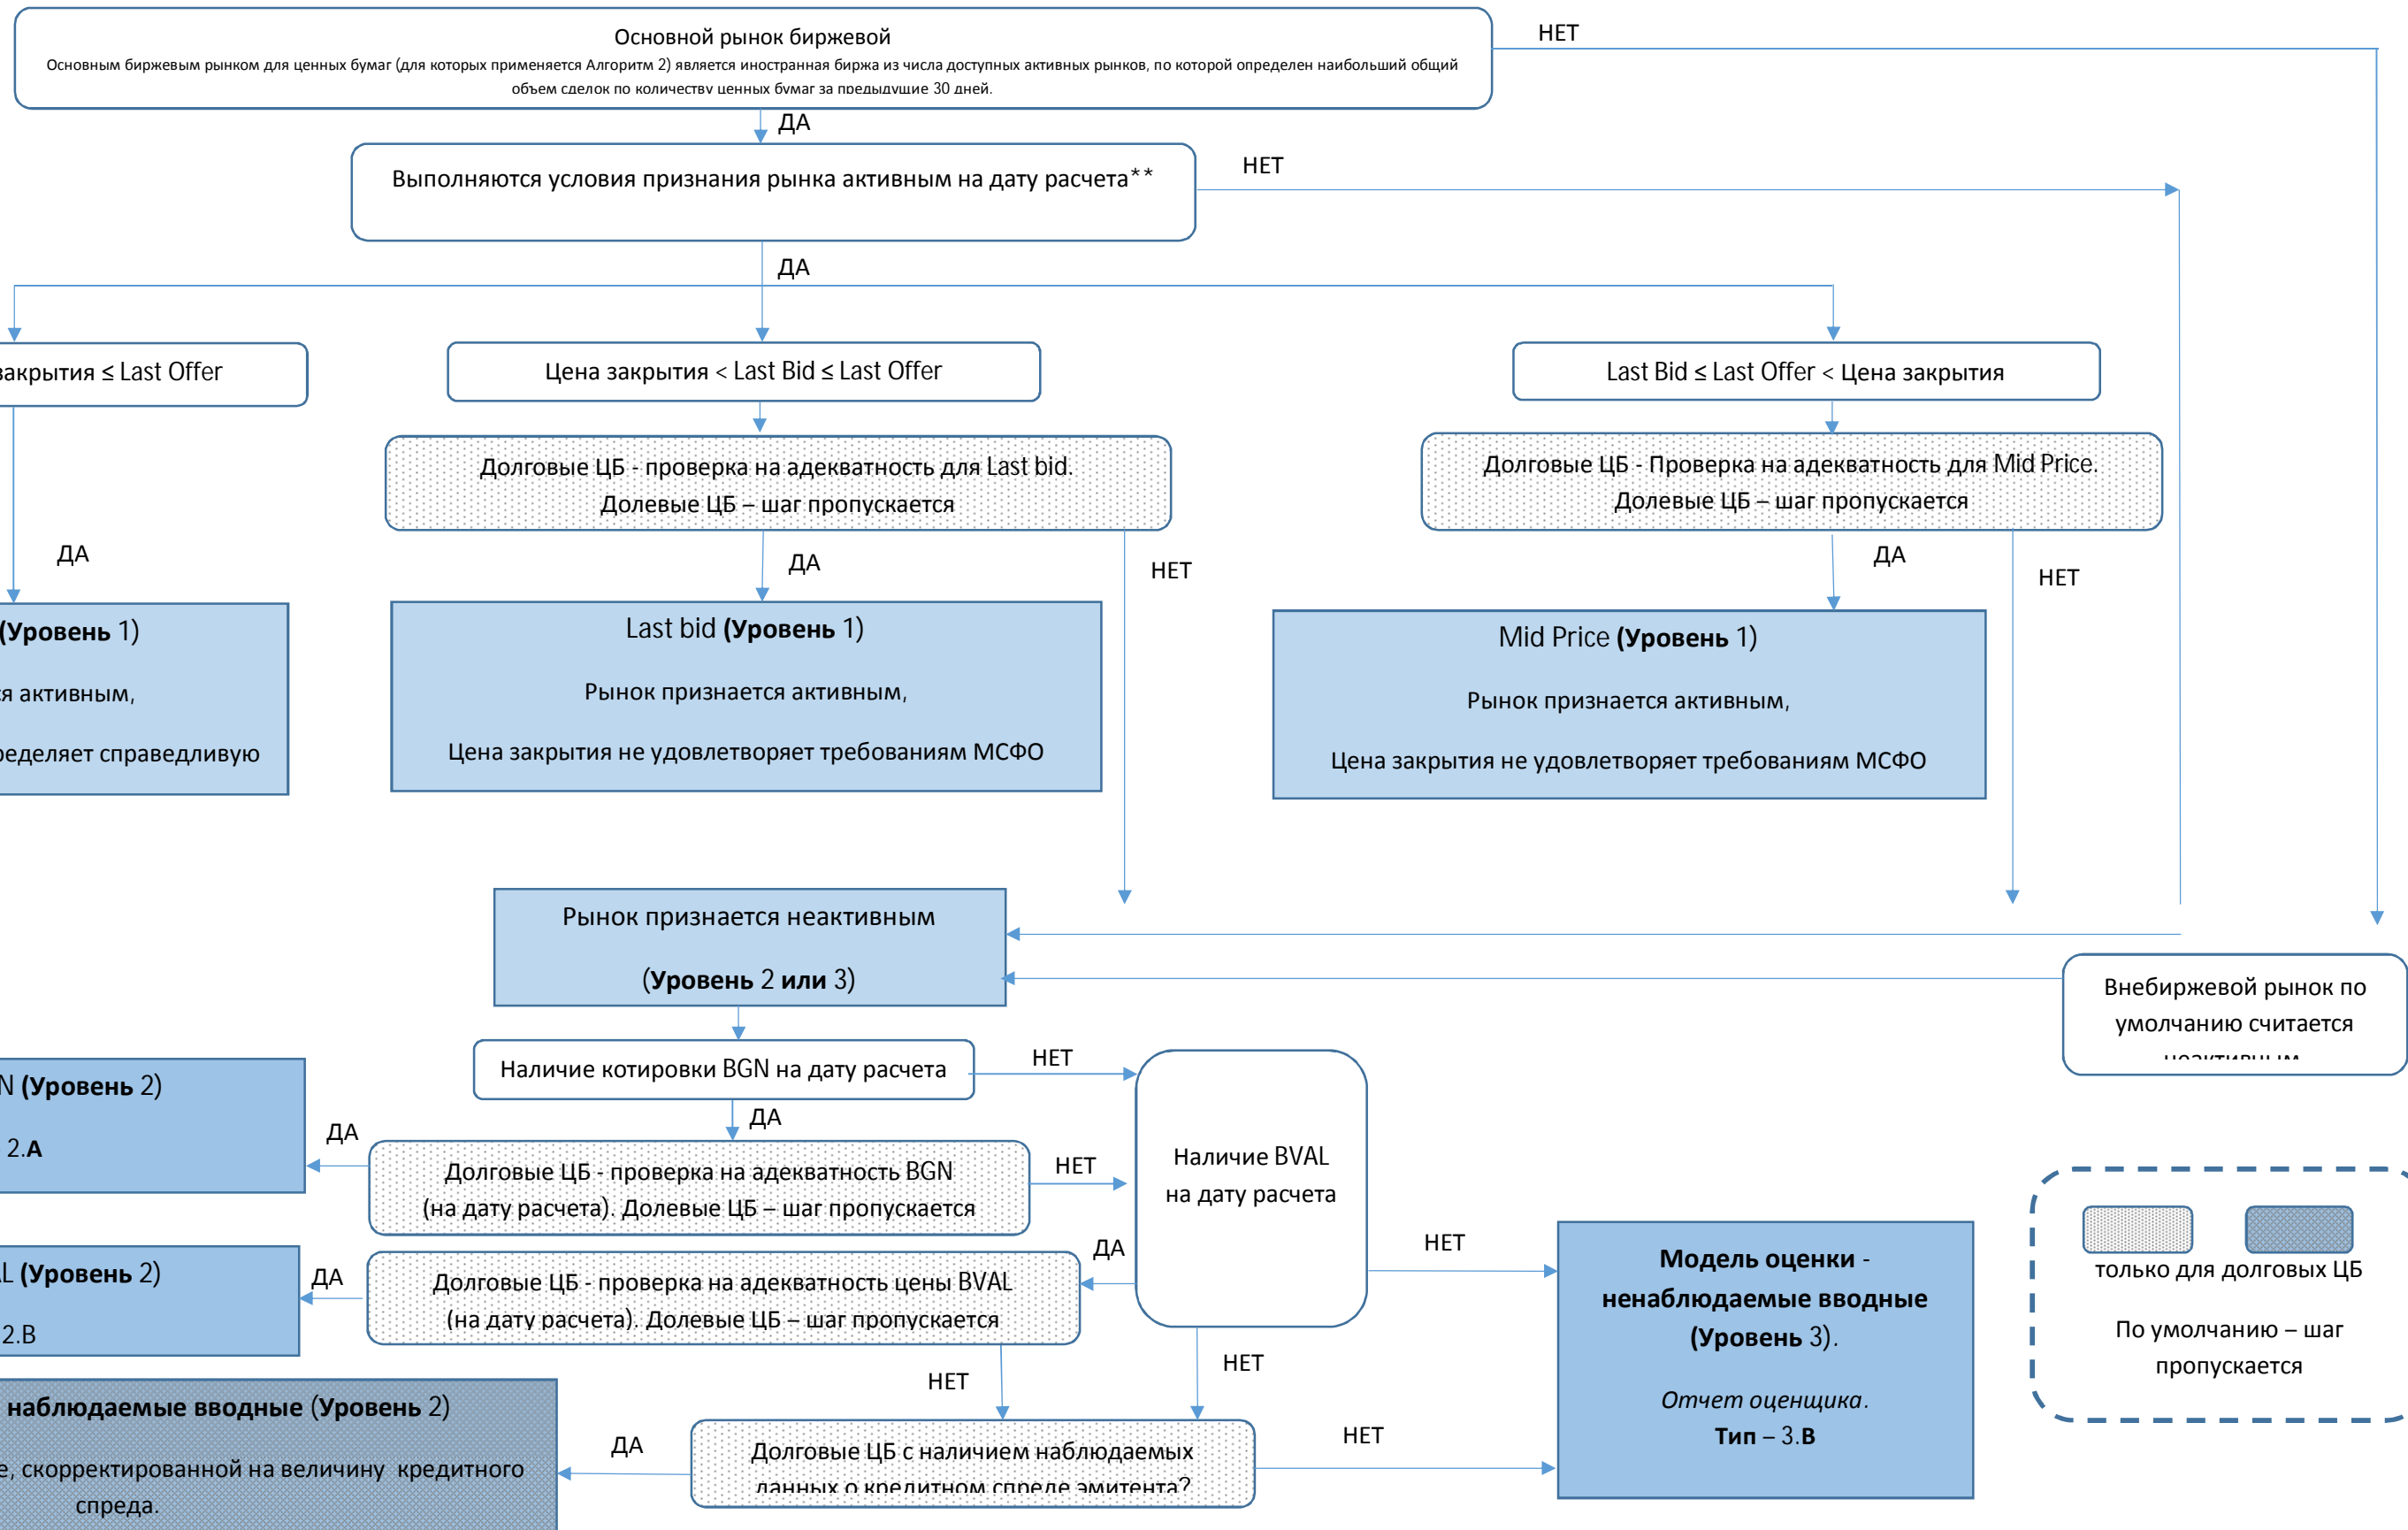 Основной рынок биржевой
НЕТ
Основным биржевым рынком для ценных бумаг (для которых применяется Алгоритм 2) является иностранная биржа из числа доступных активных рынков, по которой определен наибольший общий
объем сделок по количеству ценных бумаг за предыдущие 30 дней.
ДА
Выполняются условия признания рынка активным на дату расчета**
НЕТ
ДА
закрытия ≤ Last Offer
Цена закрытия < Last Bid ≤ Last Offer
Last Bid ≤ Last Offer < Цена закрытия
Долговые ЦБ - проверка на адекватность для Last bid.
Долевые ЦБ – шаг пропускается
Долговые ЦБ - Проверка на адекватность для Mid Price.
Долевые ЦБ – шаг пропускается
ДА
ДА
НЕТ
ДА
НЕТ
(Уровень 1)
ся активным,
ределяет справедливую
Last bid (Уровень 1)
Рынок признается активным,
Цена закрытия не удовлетворяет требованиям МСФО
Mid Price (Уровень 1)
Рынок признается активным,
Цена закрытия не удовлетворяет требованиям МСФО
Рынок признается неактивным
(Уровень 2 или 3)
Внебиржевой рынок по
умолчанию считается
неактивным
Наличие котировки BGN на дату расчета
НЕТ
ДА
N (Уровень 2)
2.А
ДА
Долговые ЦБ - проверка на адекватность BGN
(на дату расчета). Долевые ЦБ – шаг пропускается
НЕТ
Наличие BVAL
на дату расчета
ДА
НЕТ
L (Уровень 2)
2.В
ДА
Долговые ЦБ - проверка на адекватность цены BVAL
(на дату расчета). Долевые ЦБ – шаг пропускается
НЕТ
НЕТ
Модель оценки -
ненаблюдаемые вводные
(Уровень 3).
Отчет оценщика.
Тип – 3.В
только для долговых ЦБ
По умолчанию – шаг
пропускается
наблюдаемые вводные (Уровень 2)
е, скорректированной на величину кредитного
спреда.
ДА
Долговые ЦБ с наличием наблюдаемых
данных о кредитном спреде эмитента?
НЕТ